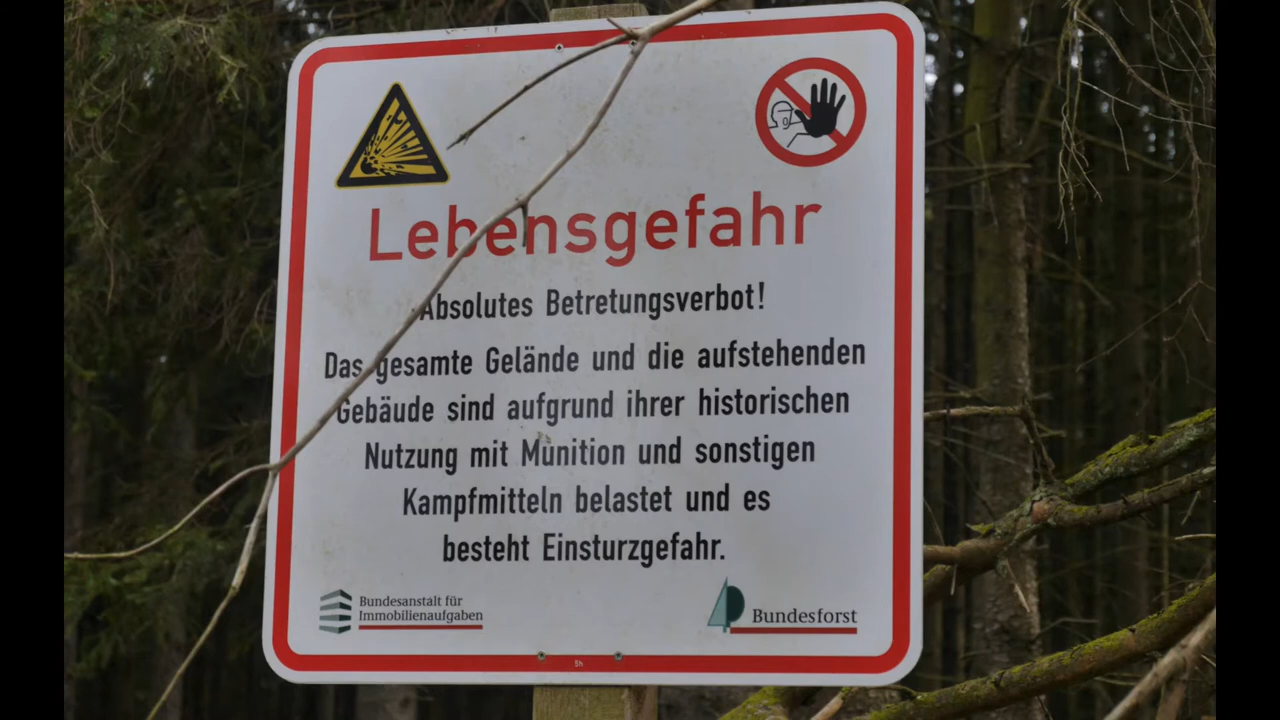 Lebensgefahr
Absolutes Betretungsverbot!
Das gesamte Gelände und die aufstehenden
Gebäude sind aufgrund ihrer historischen
Nutzung mit Munition und sonstigen
Kampfmitteln belastet und es
besteht Einsturzgefahr.
Bundesanstalt für
Immobilienaufgaben
Bundesforst